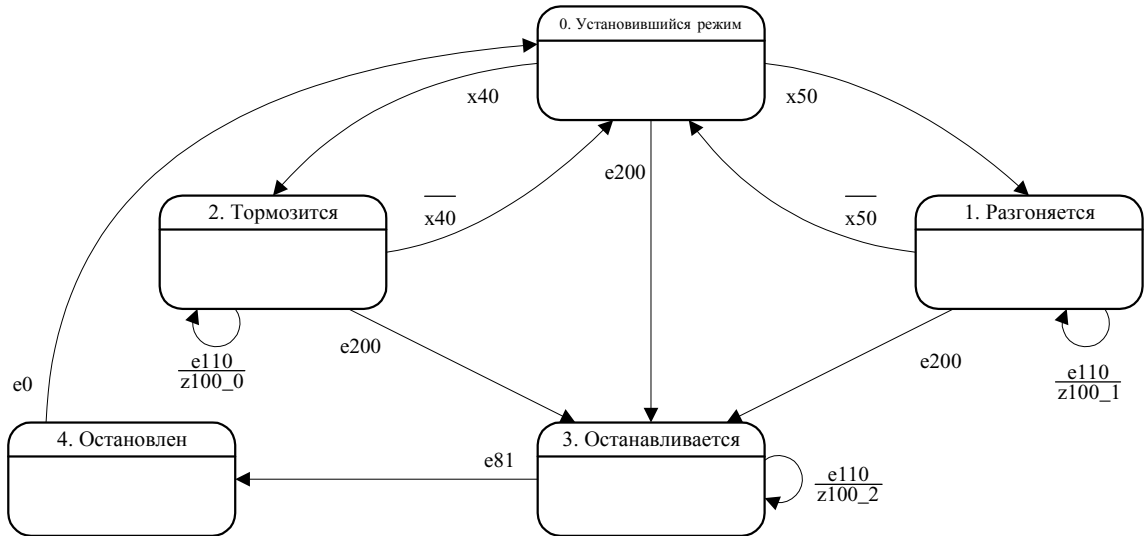 0. Установившийся режим
x40
x50
e200
2. Тормозится
x40
x50
1. Разгоняется
e110
z100_0
e200
e200
e110
z100_1
e0
4. Остановлен
e81
3. Останавливается
e110
z100_2